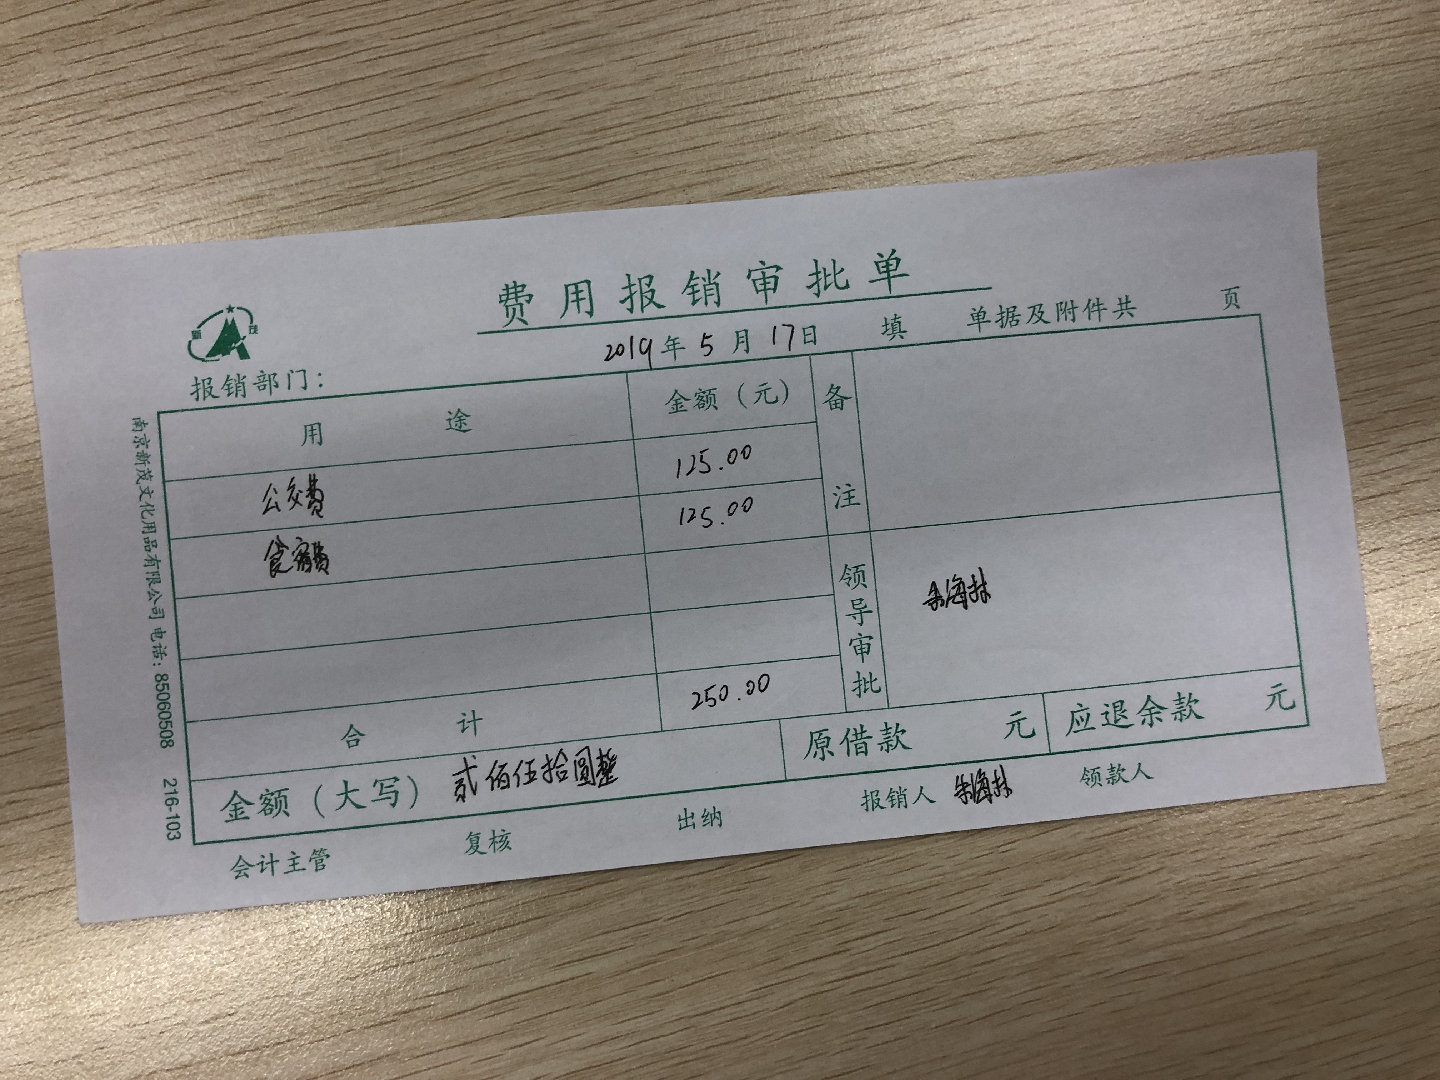 费用报销审批单
2019年5月17日 填 单据及附件共 页
茂
报销部门：
用途 金额（元） 备注
公交费 125.00
食宿费 125.00
合计 250.00
领导审批 朱海林
金额（大写） 贰佰伍拾圆整 原借款 元 应退余款 元
会计主管 复核 出纳 报销人 朱海林 领款人
南京新茂文化用品有限公司 电话：85060508 216-103